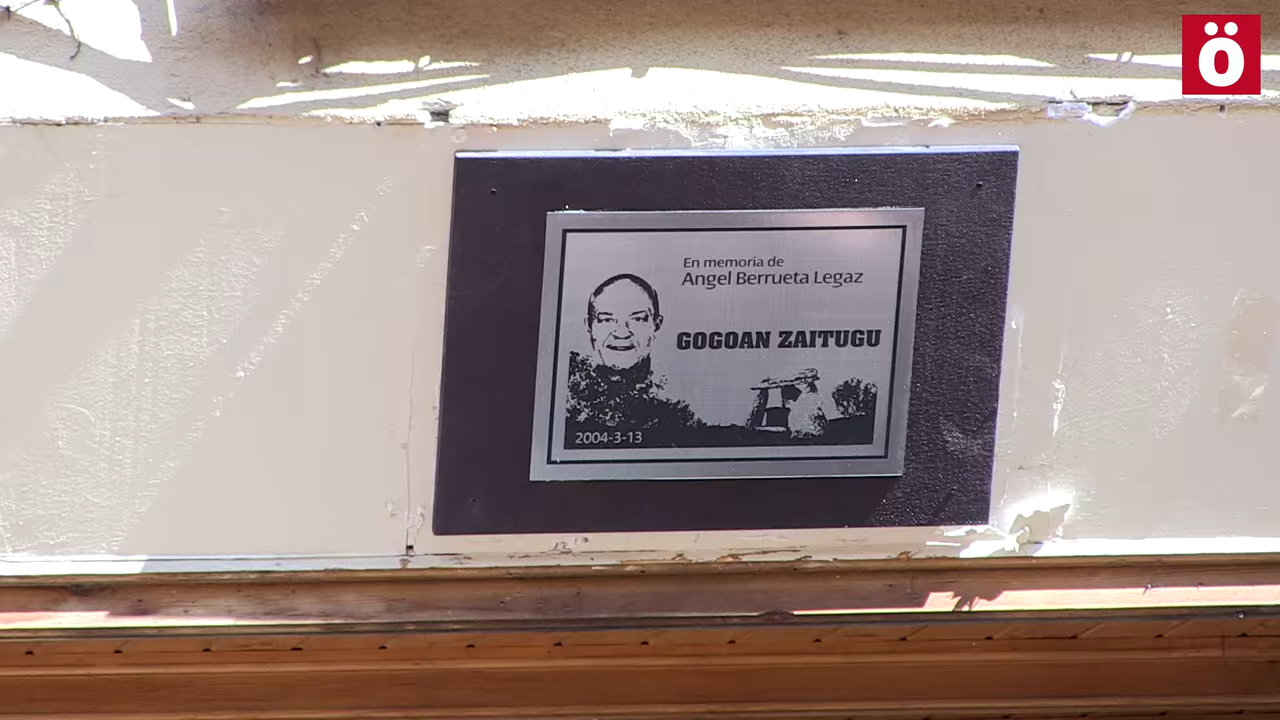 ö
En memoria de
Angel Berrueta Legaz
GOGOAN ZAITUGU
2004-3-13